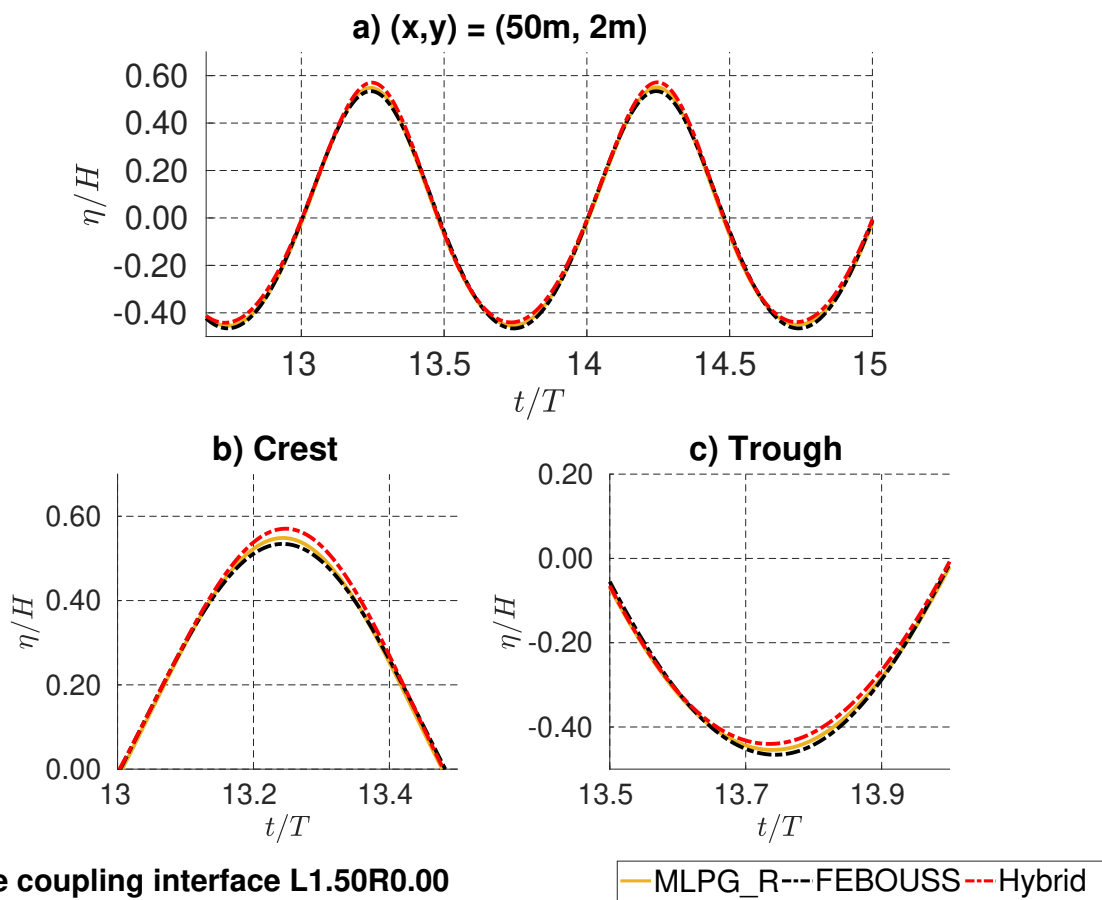 a) (x,y) = (50m, 2m)
0.60
0.40
0.20
0.00
-0.20
-0.40
η/H
13 13.5 14 14.5 15
t/T
b) Crest
0.60
0.40
0.20
0.00
η/H
13 13.2 13.4
t/T
c) Trough
0.20
0.00
-0.20
-0.40
η/H
13.5 13.7 13.9
t/T
e coupling interface L1.50R0.00
MLPG_R FEBOUSS Hybrid